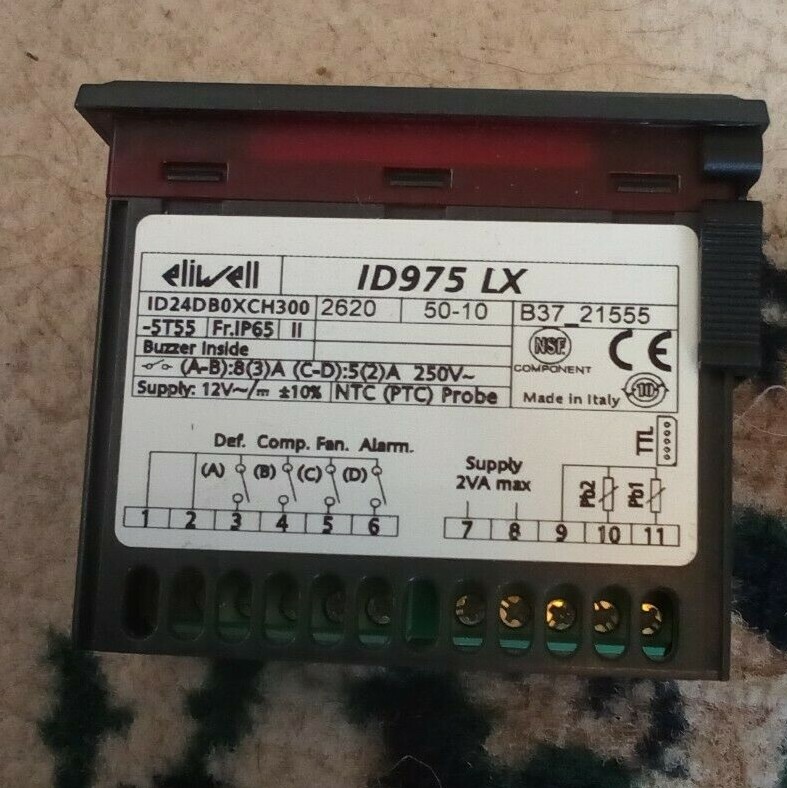 eliwell ID975 LX
ID24DB0XCH300 2620 50-10 B37_21555
-5T55 Fr.IP65 II
NSF
COMPONENT
CE
Buzzer Inside
(A-B):8(3)A (C-D):5(2)A 250V~
Supply: 12V~/⎓ ±10% NTC (PTC) Probe Made in Italy
TTL
Def. Comp. Fan. Alarm.
(A) (B) (C) (D)
Supply
2VA max
Pb2 Pb1
1 2 3 4 5 6 7 8 9 10 11